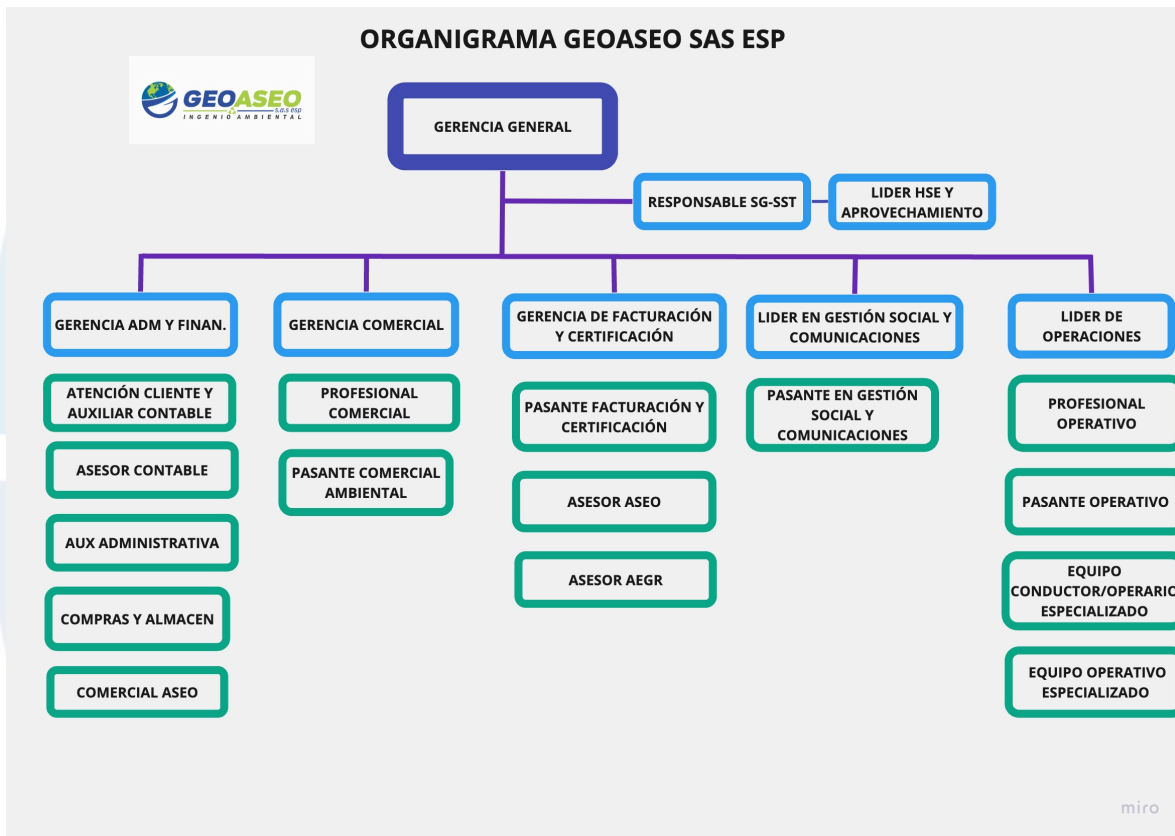 ORGANIGRAMA GEOASEO SAS ESP
GEOASEO
s.a.s esp
INGENIO AMBIENTAL
GERENCIA GENERAL
RESPONSABLE SG-SST
LIDER HSE Y
APROVECHAMIENTO
GERENCIA ADM Y FINAN.
ATENCIÓN CLIENTE Y
AUXILIAR CONTABLE
ASESOR CONTABLE
AUX ADMINISTRATIVA
COMPRAS Y ALMACEN
COMERCIAL ASEO
GERENCIA COMERCIAL
PROFESIONAL
COMERCIAL
PASANTE COMERCIAL
AMBIENTAL
GERENCIA DE FACTURACIÓN
Y CERTIFICACIÓN
PASANTE FACTURACIÓN Y
CERTIFICACIÓN
ASESOR ASEO
ASESOR AEGR
LIDER EN GESTIÓN SOCIAL Y
COMUNICACIONES
PASANTE EN GESTIÓN
SOCIAL Y
COMUNICACIONES
LIDER DE
OPERACIONES
PROFESIONAL
OPERATIVO
PASANTE OPERATIVO
EQUIPO
CONDUCTOR/OPERARIO
ESPECIALIZADO
EQUIPO OPERATIVO
ESPECIALIZADO
miro